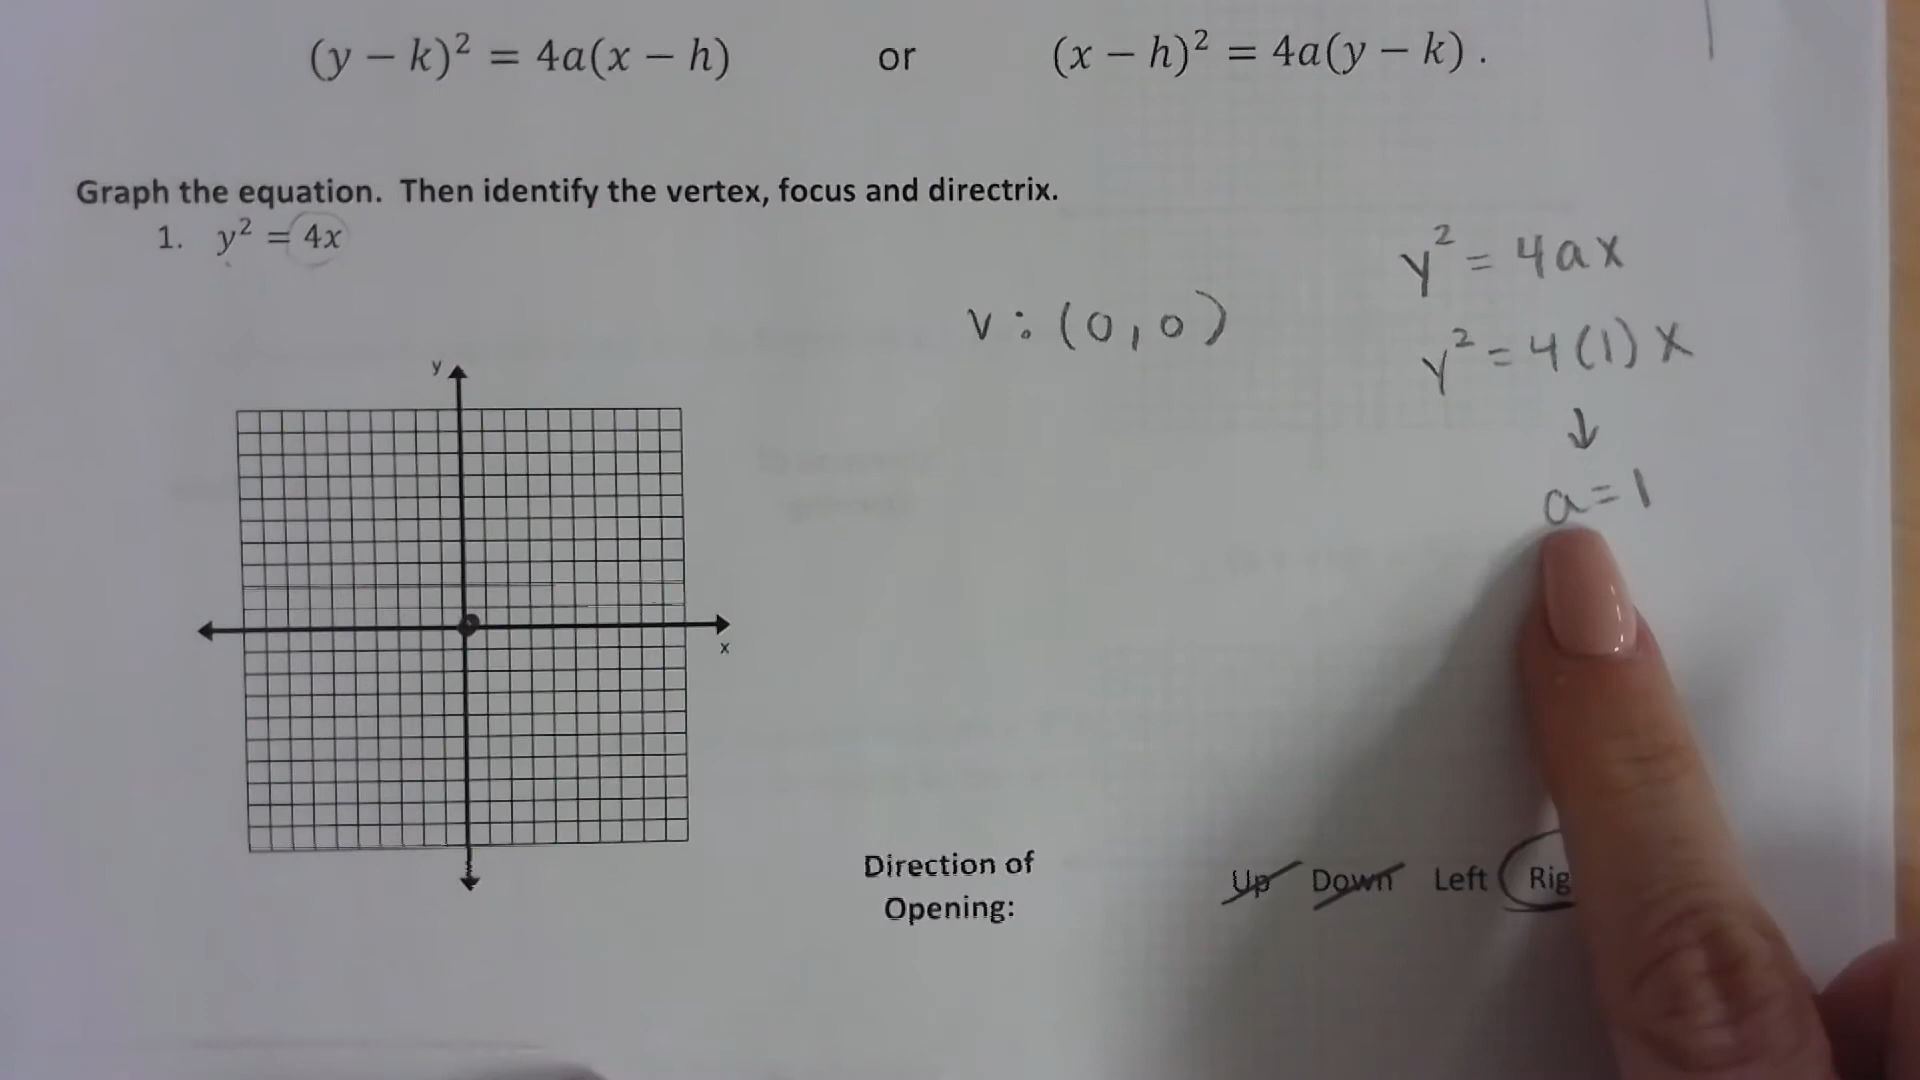 (y − k)² = 4a(x − h) or (x − h)² = 4a(y − k) .
Graph the equation. Then identify the vertex, focus and directrix.
1. y² = 4x
y² = 4ax
v : (0,0)
y² = 4(1)x
↓
a = 1
y
x
Direction of
Opening:
Up Down Left Rig